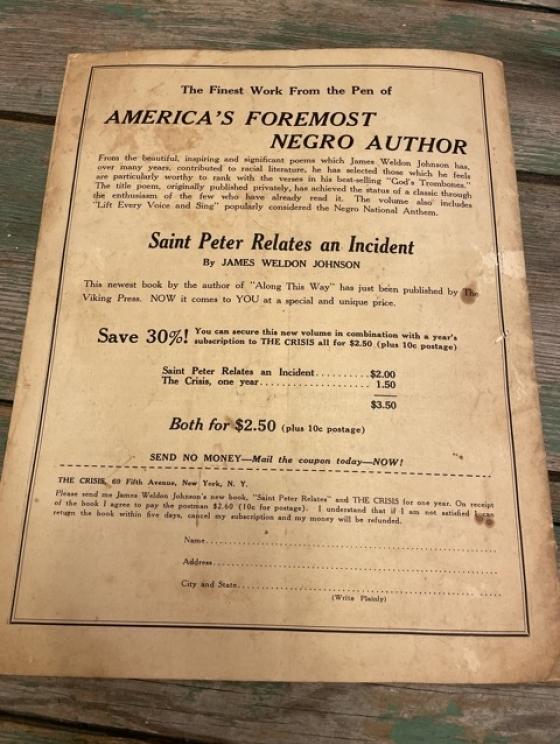 The Finest Work From the Pen of
AMERICA'S FOREMOST
NEGRO AUTHOR
From the beautiful, inspiring and significant poems which James Weldon Johnson has,
over many years, contributed to racial literature, he has selected those which he feels
are particularly worthy to rank with the verses in his best-selling "God's Trombones."
The title poem, originally published privately, has achieved the status of a classic through
the enthusiasm of the few who have already read it. The volume also includes
"Lift Every Voice and Sing" popularly considered the Negro National Anthem.
Saint Peter Relates an Incident
By JAMES WELDON JOHNSON
This newest book by the author of "Along This Way" has just been published by The
Viking Press. NOW it comes to YOU at a special and unique price.
Save 30%! You can secure this new volume in combination with a year's
subscription to THE CRISIS all for $2.50 (plus 10c postage)
Saint Peter Relates an Incident..........$2.00
The Crisis, one year...................... 1.50
$3.50
Both for $2.50 (plus 10c postage)
SEND NO MONEY—Mail the coupon today—NOW!
THE CRISIS, 69 Fifth Avenue, New York, N. Y.
Please send me James Weldon Johnson's new book, "Saint Peter Relates" and THE CRISIS for one year. On receipt
of the book I agree to pay the postman $2.60 (10c for postage). I understand that if I am not satisfied I can
return the book within five days, cancel my subscription and my money will be refunded.
Name
Address
City and State
(Write Plainly)